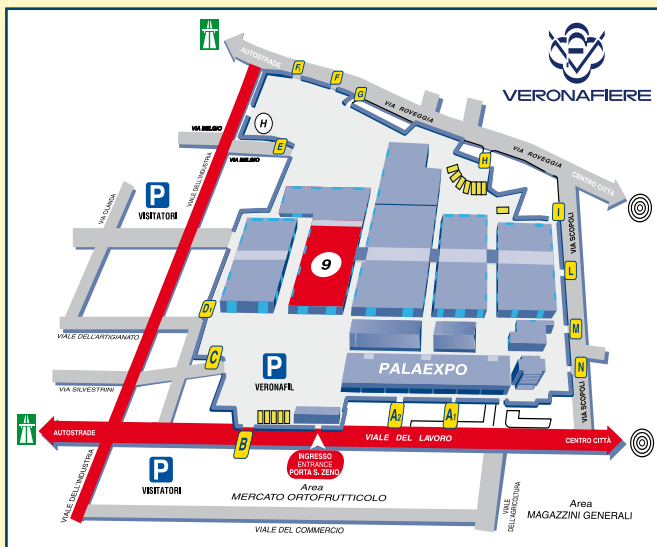 VERONAFIERE
AUTOSTRADE
F1
F
G
VIA ROVEGGIA
VIA ROVEGGIA
H
CENTRO CITTÀ
H
E
VIA BELGIO
VIA BELGIO
VIALE DELL'INDUSTRIA
P
VISITATORI
VIA OLANDA
I
VIA SCOPOLI
L
9
D1
M
VIALE DELL'ARTIGIANATO
C
P
VERONAFIL
PALAEXPO
N
VIA SILVESTRINI
VIA SCOPOLI
A2
A1
B
AUTOSTRADE
VIALE DEL LAVORO
CENTRO CITTÀ
INGRESSO
ENTRANCE
PORTA S. ZENO
P
VISITATORI
VIALE DELL'INDUSTRIA
Area
MERCATO ORTOFRUTTICOLO
VIALE
DELL'AGRICOLTURA
Area
MAGAZZINI GENERALI
VIALE DEL COMMERCIO